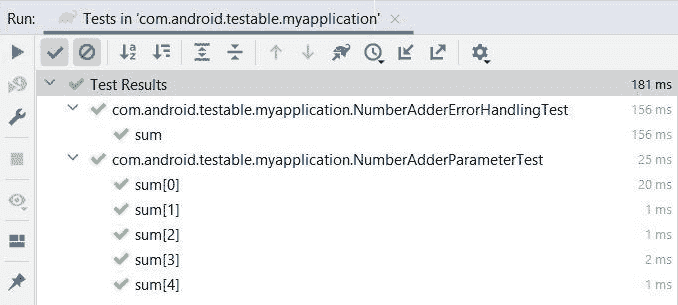 Run: Tests in 'com.android.testable.myapplication' ×
Test Results 181 ms
com.android.testable.myapplication.NumberAdderErrorHandlingTest 156 ms
sum 156 ms
com.android.testable.myapplication.NumberAdderParameterTest 25 ms
sum[0] 20 ms
sum[1] 1 ms
sum[2] 1 ms
sum[3] 2 ms
sum[4] 1 ms